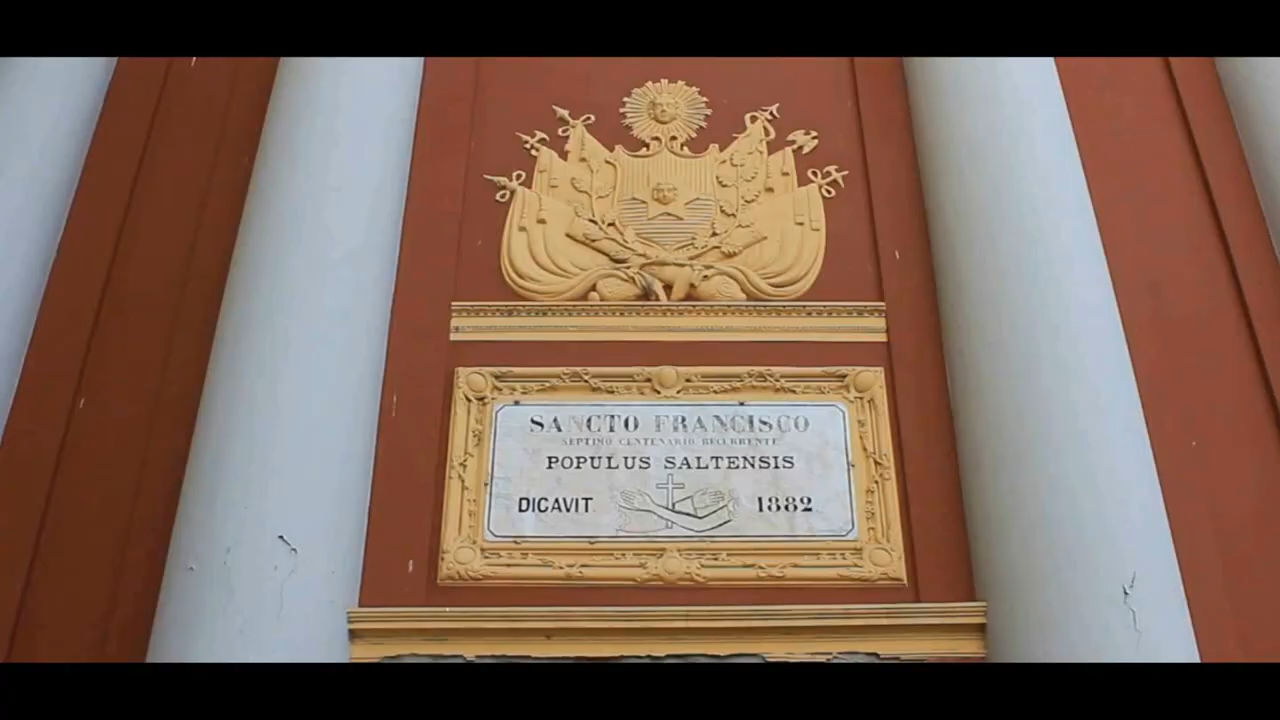 SANCTO FRANCISCO
SEPTIMO CENTENARIO RECURRENTE
POPULUS SALTENSIS
DICAVIT 1882